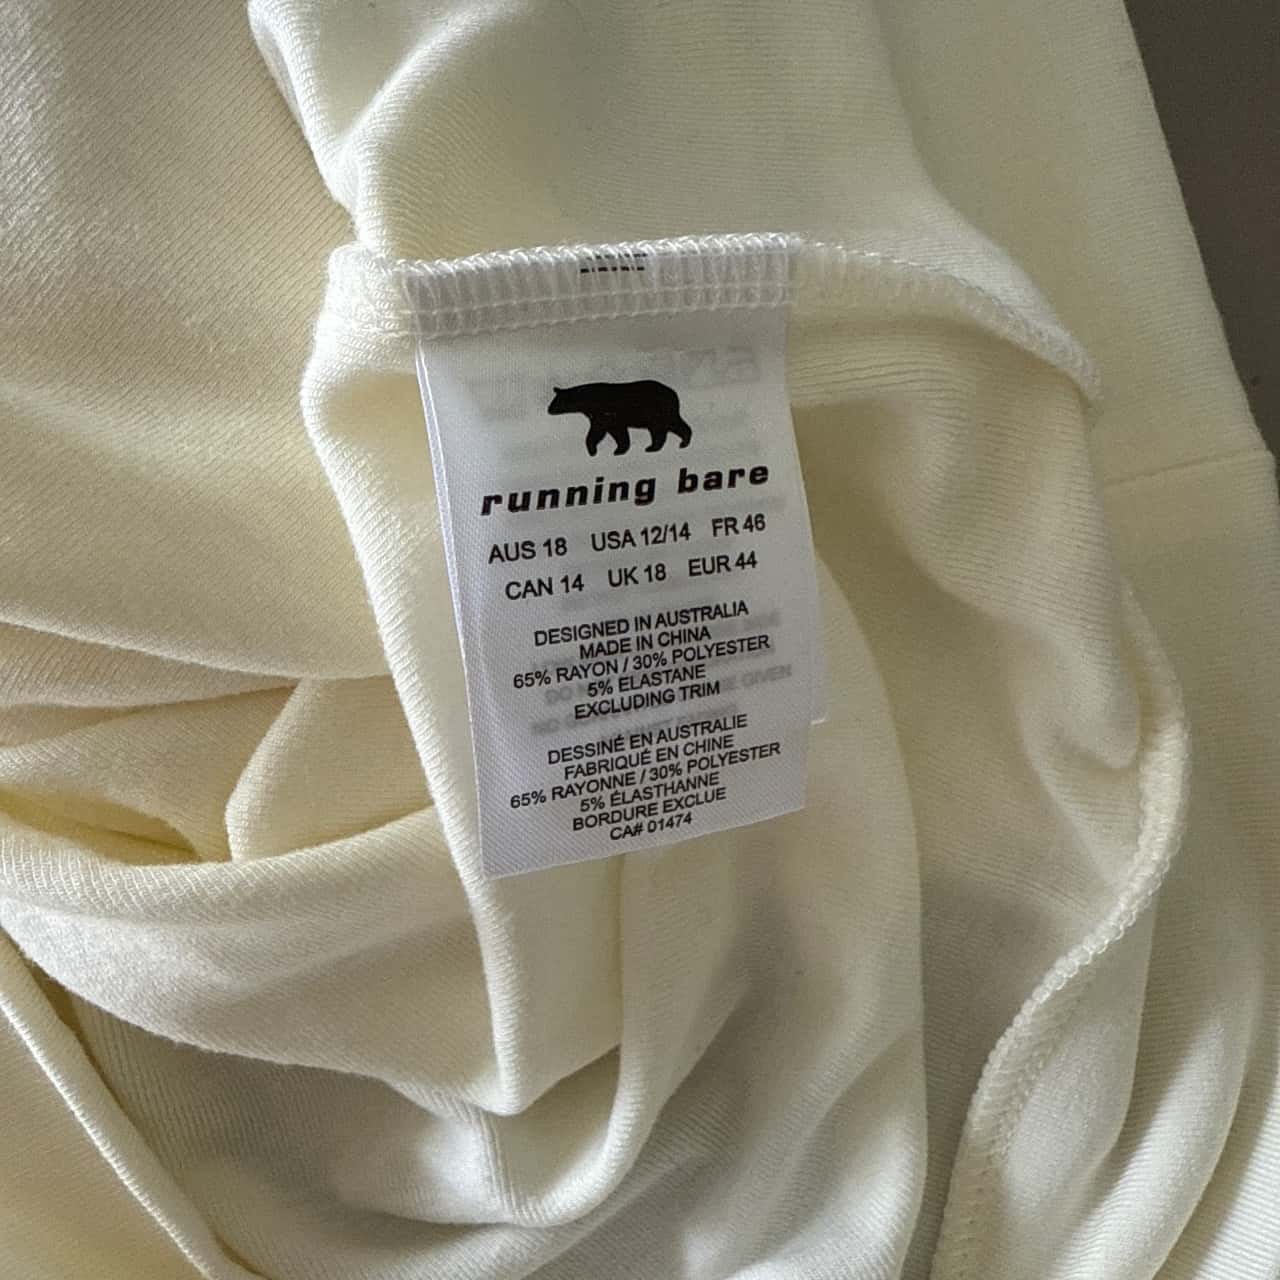 running bare
AUS 18 USA 12/14 FR 46
CAN 14 UK 18 EUR 44
DESIGNED IN AUSTRALIA
MADE IN CHINA
65% RAYON / 30% POLYESTER
5% ELASTANE
EXCLUDING TRIM
DESSINÉ EN AUSTRALIE
FABRIQUÉ EN CHINE
65% RAYONNE / 30% POLYESTER
5% ÉLASTHANNE
BORDURE EXCLUE
CA# 01474